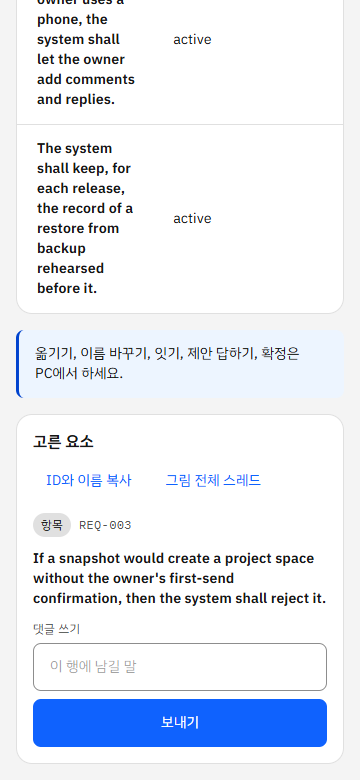 owner uses a
phone, the
system shall
let the owner
add comments
and replies.
active
The system
shall keep, for
each release,
the record of a
restore from
backup
rehearsed
before it.
active
옮기기, 이름 바꾸기, 잇기, 제안 답하기, 확정은
PC에서 하세요.
고른 요소
ID와 이름 복사
그림 전체 스레드
항목 REQ-003
If a snapshot would create a project space
without the owner's first-send
confirmation, then the system shall reject it.
댓글 쓰기
이 행에 남길 말
보내기